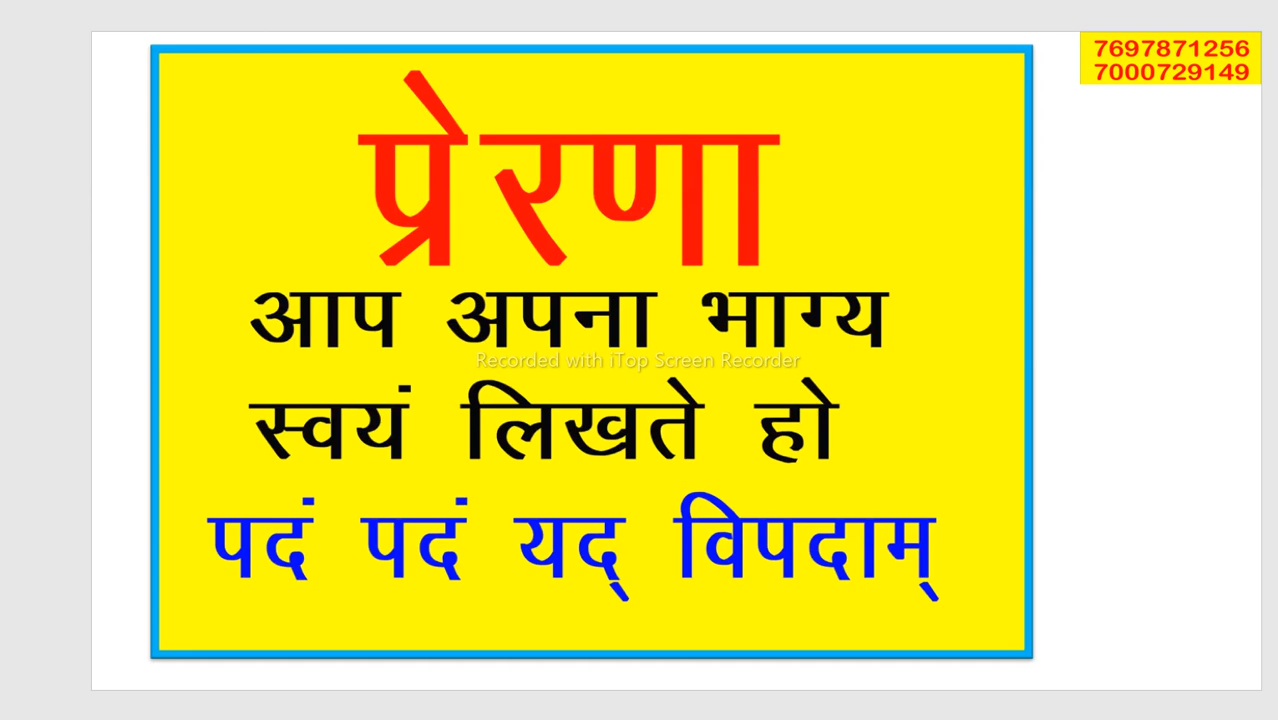 7697871256
7000729149
प्रेरणा
आप अपना भाग्य
Recorded with iTop Screen Recorder
स्वयं लिखते हो
पदं पदं यद् विपदाम्